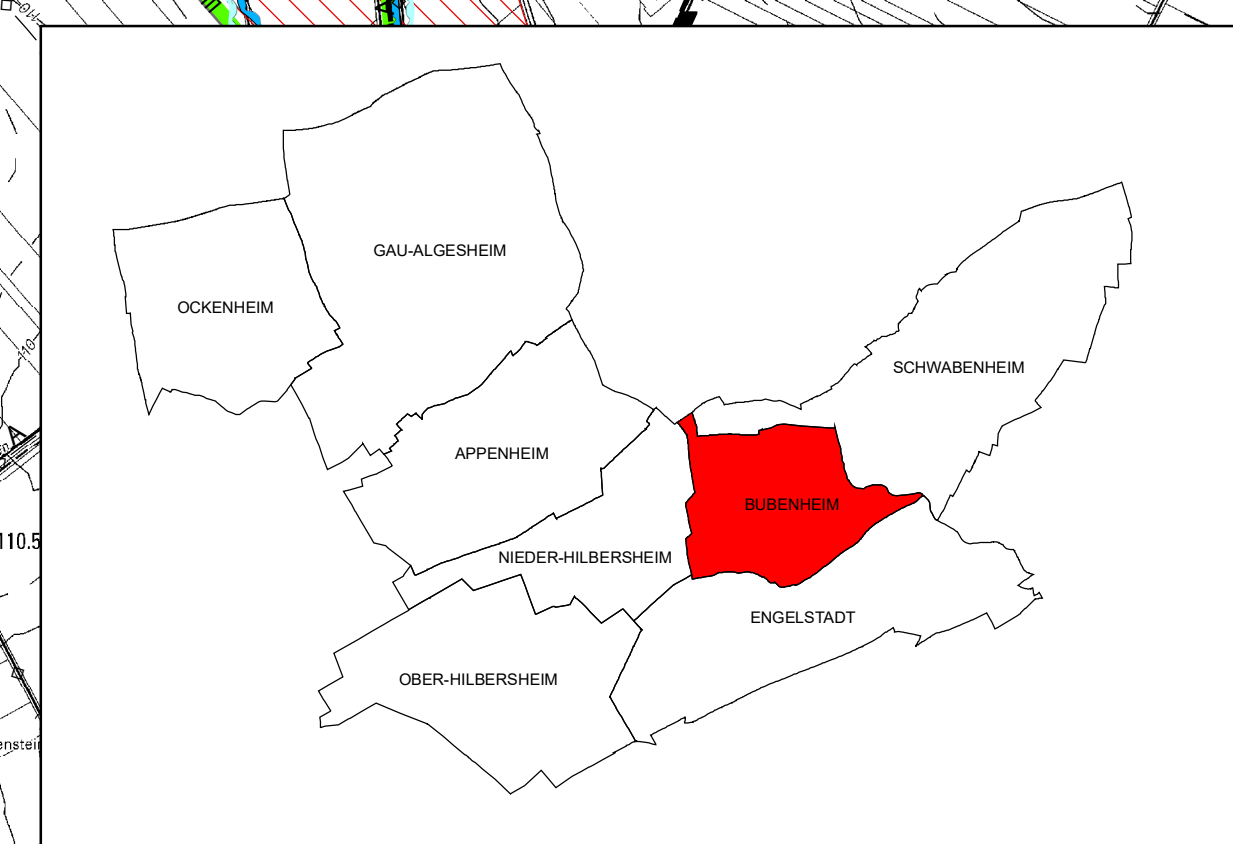 GAU-ALGESHEIM
OCKENHEIM
SCHWABENHEIM
APPENHEIM
BUBENHEIM
110.5
NIEDER-HILBERSHEIM
ENGELSTADT
OBER-HILBERSHEIM
110
A